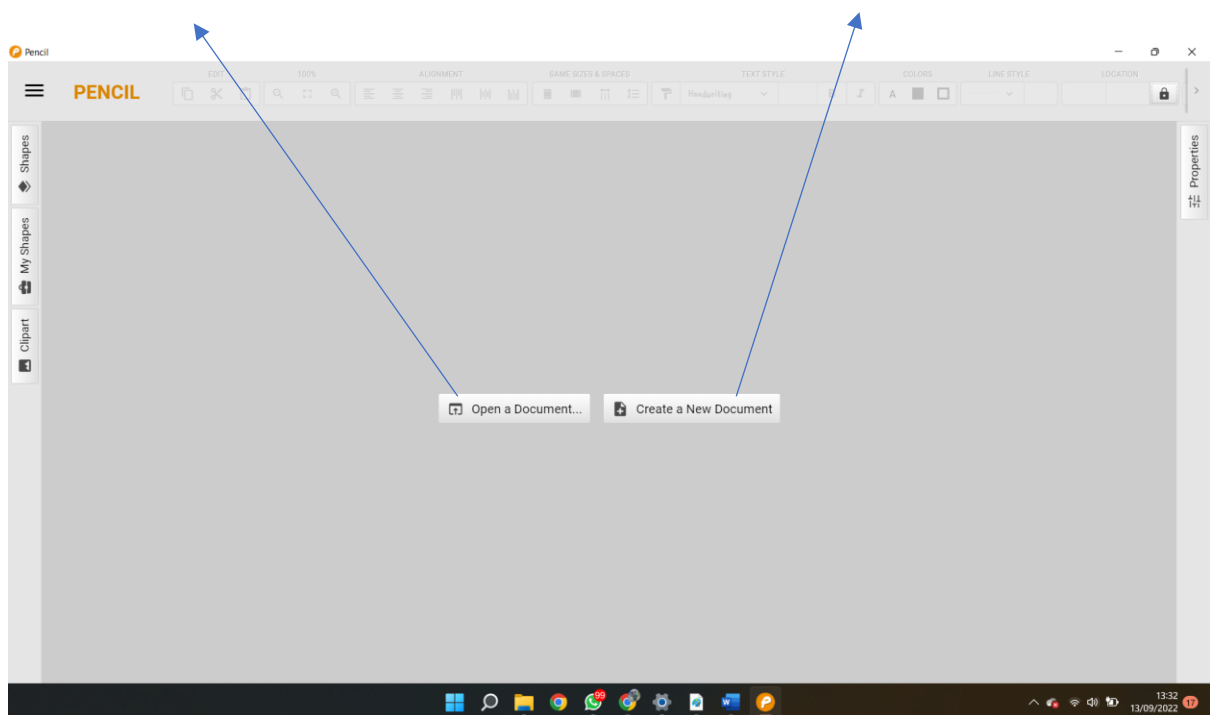 Pencil
EDIT 100% ALIGNMENT SAME SIZES & SPACES TEXT STYLE COLORS LINE STYLE LOCATION
PENCIL
Handwriting
B I A
Shapes
My Shapes
Clipart
Properties
Open a Document...
Create a New Document
99
13:32
13/09/2022
17